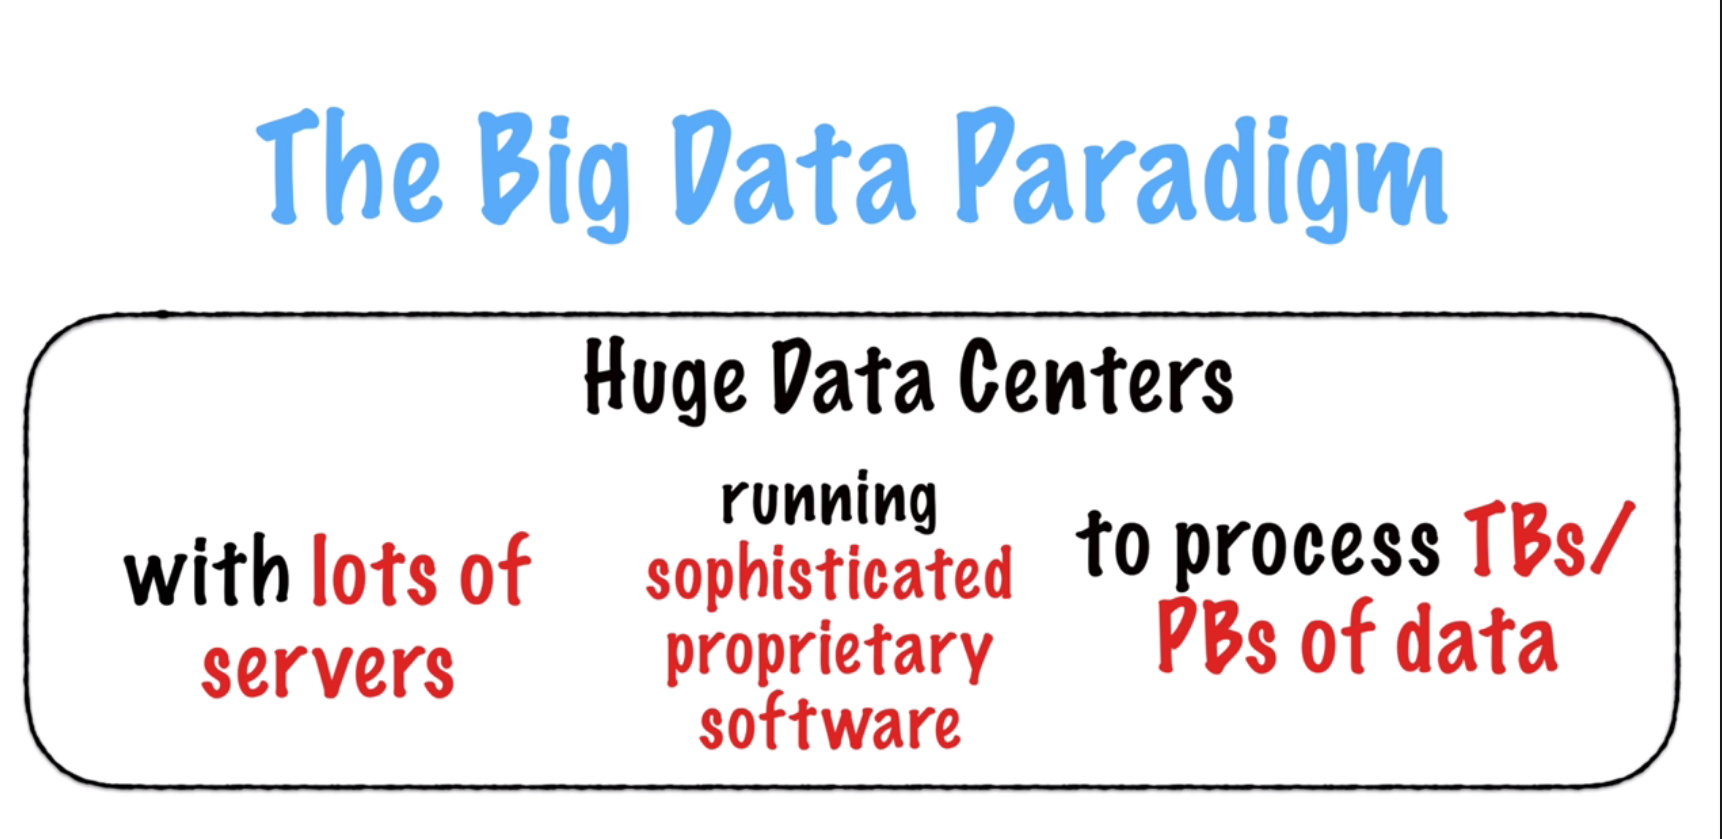 The Big Data Paradigm
Huge Data Centers
with lots of
servers
running
sophisticated
proprietary
software
to process TBs/
PBs of data